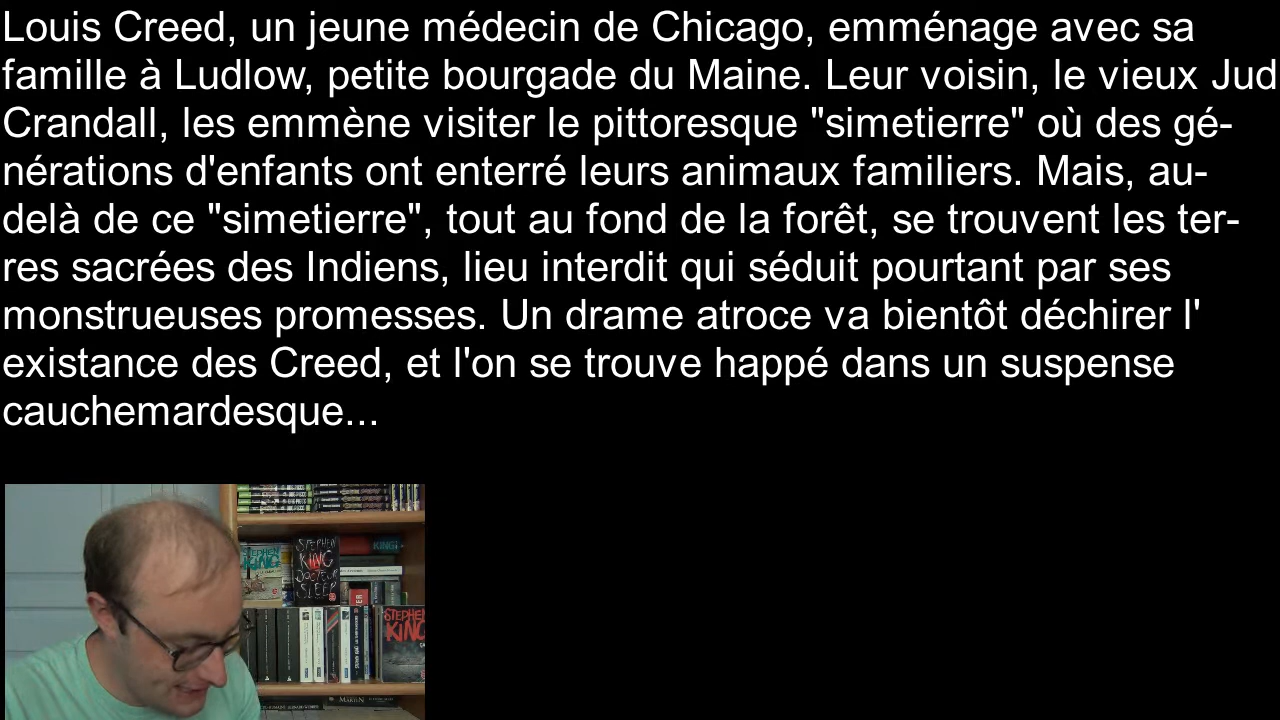 Louis Creed, un jeune médecin de Chicago, emménage avec sa
famille à Ludlow, petite bourgade du Maine. Leur voisin, le vieux Jud
Crandall, les emmène visiter le pittoresque "simetierre" où des gé-
nérations d'enfants ont enterré leurs animaux familiers. Mais, au-
delà de ce "simetierre", tout au fond de la forêt, se trouvent les ter-
res sacrées des Indiens, lieu interdit qui séduit pourtant par ses
monstrueuses promesses. Un drame atroce va bientôt déchirer l'
existance des Creed, et l'on se trouve happé dans un suspense
cauchemardesque...
STEPHEN
KING
DOCTEUR
SLEEP
STEPHEN
KING
KING
STEPHEN
KING
MARTIN